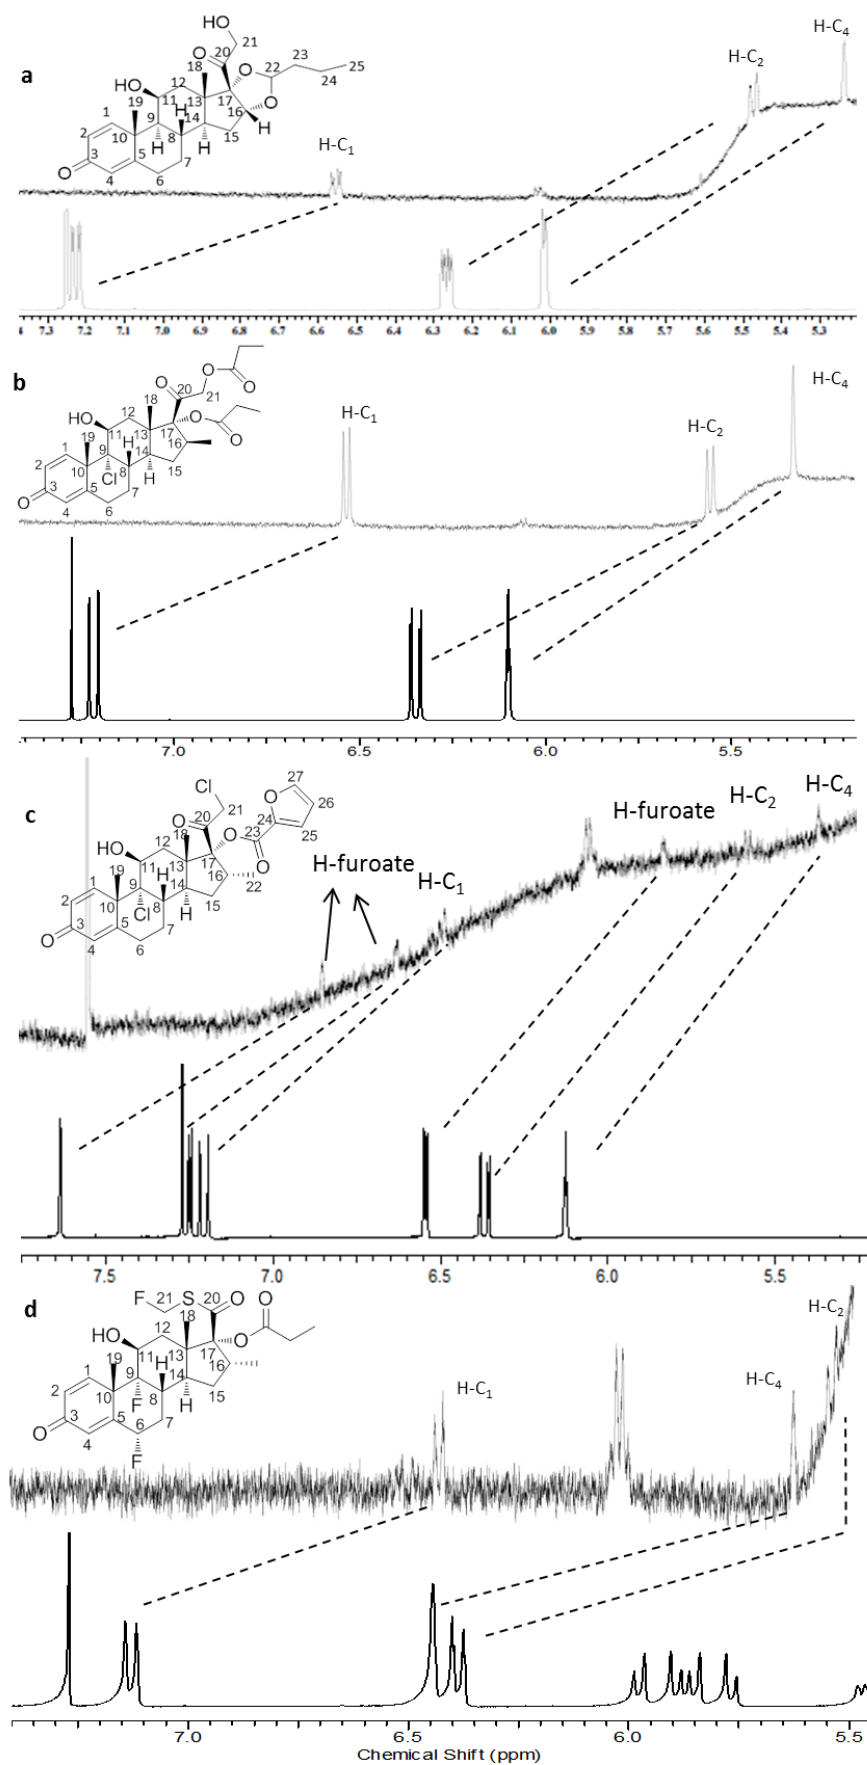 a
HO
21
O
20
18
O
22
23
24
25
HO
12
11
13
17
O
16
H
19
H
14
1
2
10
9
8
15
H
H
3
5
7
O
4
6
H-C1
H-C2
H-C4
7.3 7.2 7.1 7.0 6.9 6.8 6.7 6.6 6.5 6.4 6.3 6.2 6.1 6.0 5.9 5.8 5.7 5.6 5.5 5.4 5.3
b
O
O
O
20
21
18
HO
12
O
11
13
17
O
19
H
14
16
1
9
2
10
8
15
Cl
H
3
5
7
O
4
6
H-C1
H-C2
H-C4
7.0 6.5 6.0 5.5
c
Cl
27
21
O
26
20
24
O
O
25
18
23
HO
12
O
11
13
17
16
22
19
H
14
1
9
2
10
8
15
Cl
H
3
5
7
O
4
6
H-furoate
H-C1
H-furoate
H-C2
H-C4
7.5 7.0 6.5 6.0 5.5
d
F
21
S
20
O
O
18
HO
12
17
O
11
13
16
19
H
14
1
9
2
10
8
15
F
H
3
5
7
O
4
6
F
H-C1
H-C4
H-C2
7.0 6.5 6.0 5.5
Chemical Shift (ppm)